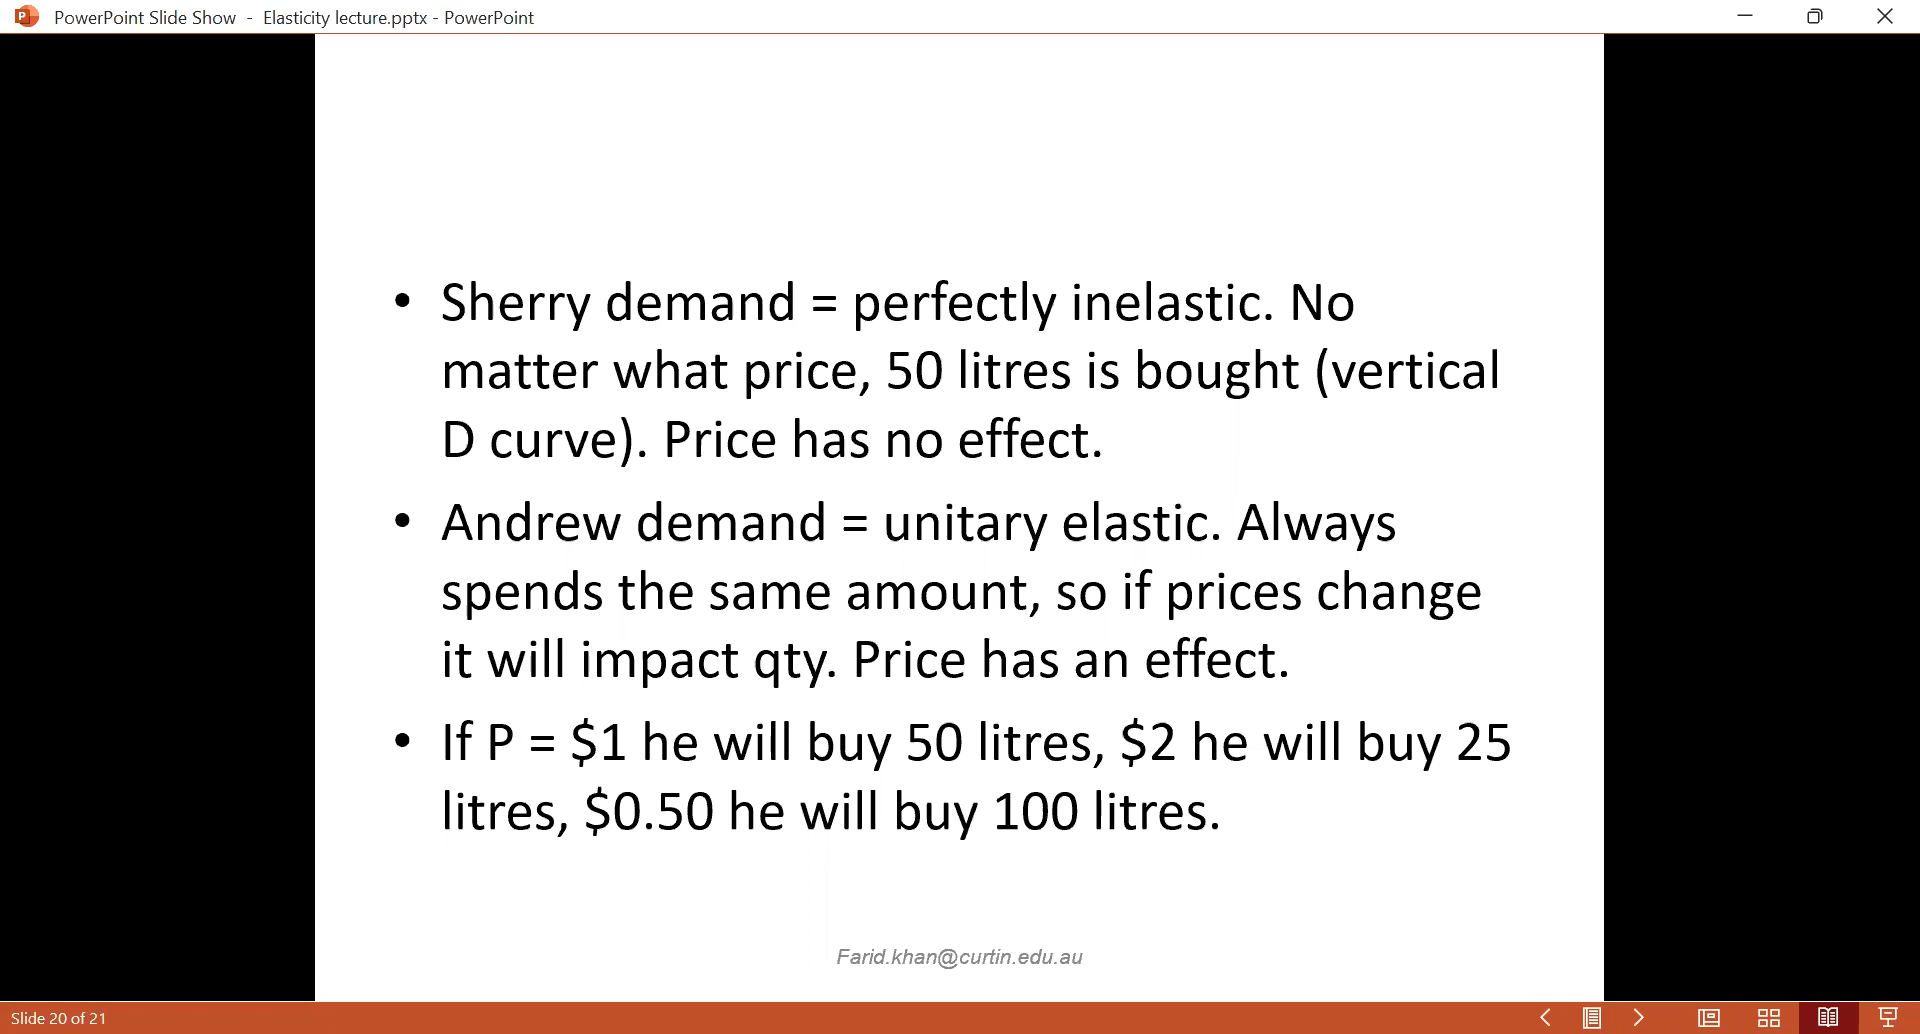 PowerPoint Slide Show - Elasticity lecture.pptx - PowerPoint
• Sherry demand = perfectly inelastic. No
matter what price, 50 litres is bought (vertical
D curve). Price has no effect.
• Andrew demand = unitary elastic. Always
spends the same amount, so if prices change
it will impact qty. Price has an effect.
• If P = $1 he will buy 50 litres, $2 he will buy 25
litres, $0.50 he will buy 100 litres.
Farid.khan@curtin.edu.au
Slide 20 of 21